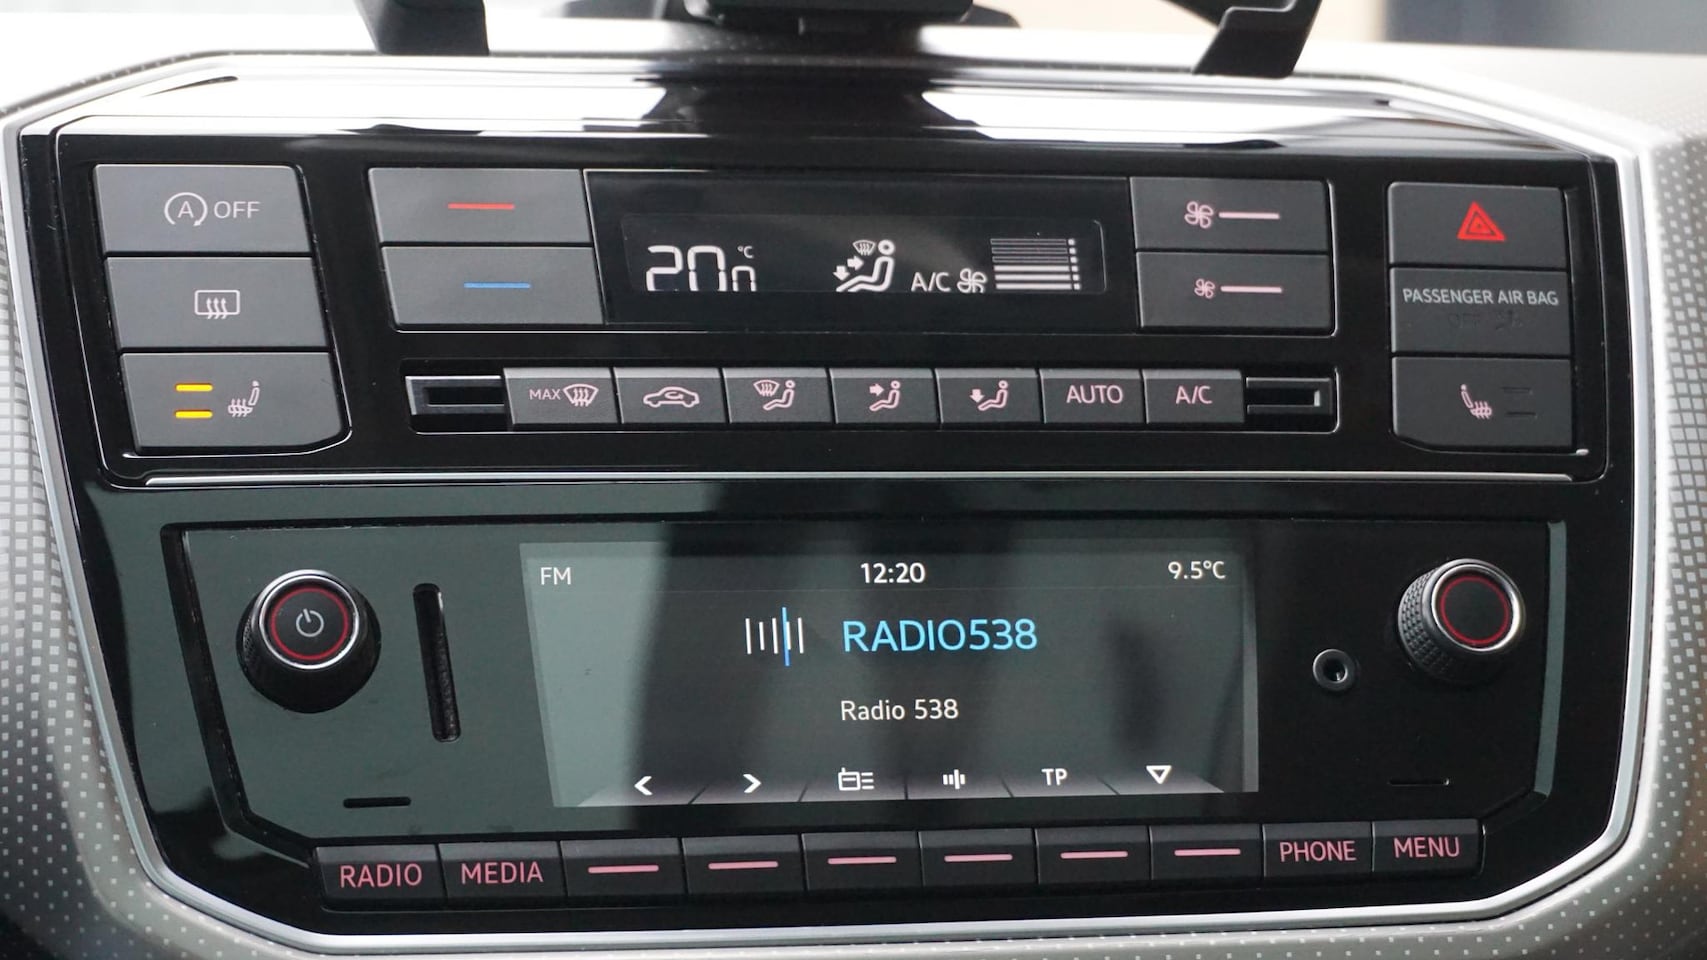 A OFF
20.0 °C
A/C
PASSENGER AIR BAG
MAX
AUTO
A/C
FM
12:20
9.5°C
RADIO538
Radio 538
TP
RADIO
MEDIA
PHONE
MENU